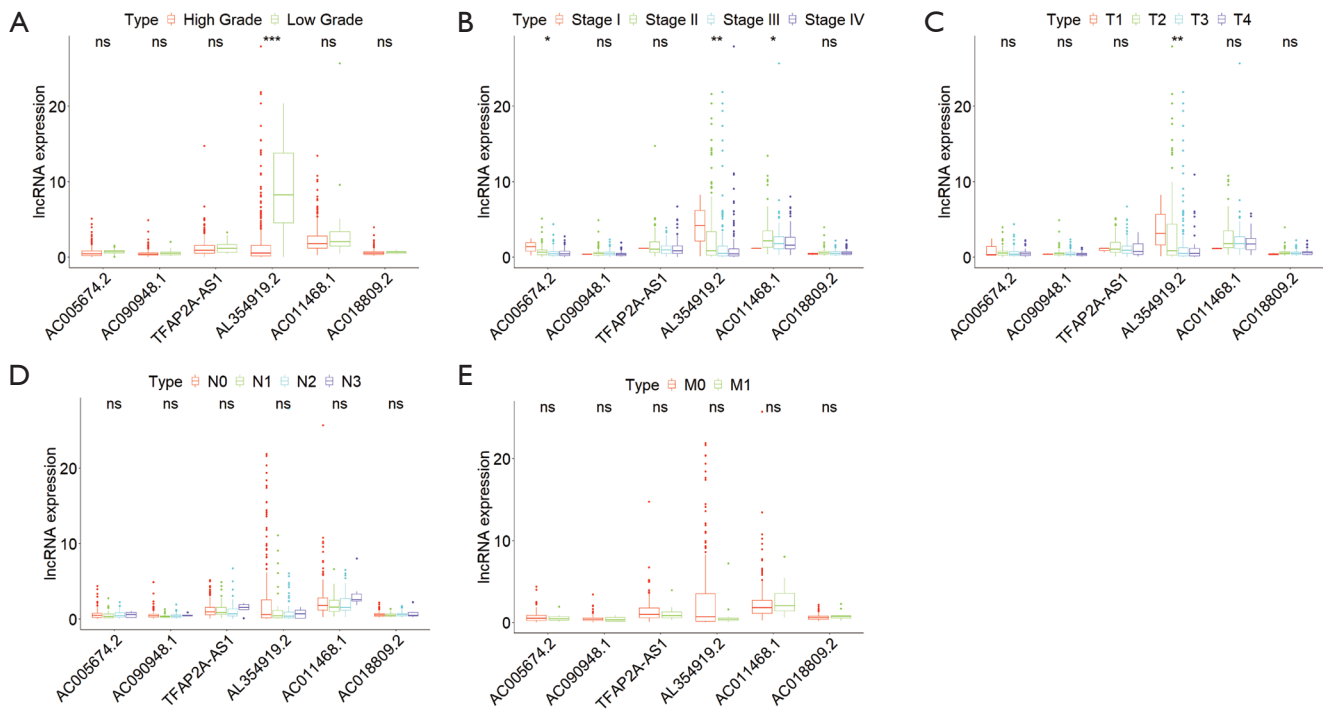 A
Type High Grade Low Grade
ns ns ns *** ns ns
lncRNA expression
20
10
0
AC005674.2 AC090948.1 TFAP2A-AS1 AL354919.2 AC011468.1 AC018809.2
B
Type Stage I Stage II Stage III Stage IV
* ns ns ** * ns
lncRNA expression
20
10
0
AC005674.2 AC090948.1 TFAP2A-AS1 AL354919.2 AC011468.1 AC018809.2
C
Type T1 T2 T3 T4
ns ns ns ** ns ns
lncRNA expression
20
10
0
AC005674.2 AC090948.1 TFAP2A-AS1 AL354919.2 AC011468.1 AC018809.2
D
Type N0 N1 N2 N3
ns ns ns ns ns ns
lncRNA expression
20
10
0
AC005674.2 AC090948.1 TFAP2A-AS1 AL354919.2 AC011468.1 AC018809.2
E
Type M0 M1
ns ns ns ns ns ns
lncRNA expression
20
10
0
AC005674.2 AC090948.1 TFAP2A-AS1 AL354919.2 AC011468.1 AC018809.2